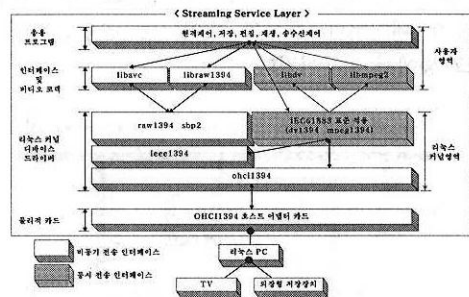 < Streaming Service Layer >
응용
프로그램
원격제어, 저장, 편집, 재생, 송수신제어
사용자
영역
인터페이스
및
비디오 코덱
libavc
libraw1394
libdv
libmpeg2
리눅스 커널
디바이스
드라이버
raw1394 sbp2
IEC61883 표준 적용
(dv1394 mpeg1394)
리눅스
커널영역
ieee1394
ohci1394
물리적 카드
OHCI1394 호스트 어댑터 카드
비동기 전송 인터페이스
동시 전송 인터페이스
리눅스 PC
TV
외장형 저장장치